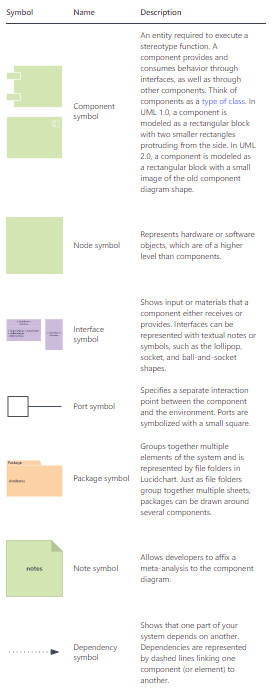 Symbol Name Description
An entity required to execute a
stereotype function. A
component provides and
consumes behavior through
interfaces, as well as through
other components. Think of
Component
symbol
components as a type of class. In
UML 1.0, a component is
modeled as a rectangular block
with two smaller rectangles
protruding from the side. In UML
2.0, a component is modeled as
a rectangular block with a small
image of the old component
diagram shape.
Node symbol
Represents hardware or software
objects, which are of a higher
level than components.
Interface
symbol
Shows input or materials that a
component either receives or
provides. Interfaces can be
represented with textual notes or
symbols, such as the lollipop,
socket, and ball-and-socket
shapes.
Port symbol
Specifies a separate interaction
point between the component
and the environment. Ports are
symbolized with a small square.
Package
Attributes
Package symbol
Groups together multiple
elements of the system and is
represented by file folders in
Lucidchart. Just as file folders
group together multiple sheets,
packages can be drawn around
several components.
notes
Note symbol
Allows developers to affix a
meta-analysis to the component
diagram.
Dependency
symbol
Shows that one part of your
system depends on another.
Dependencies are represented
by dashed lines linking one
component (or element) to
another.